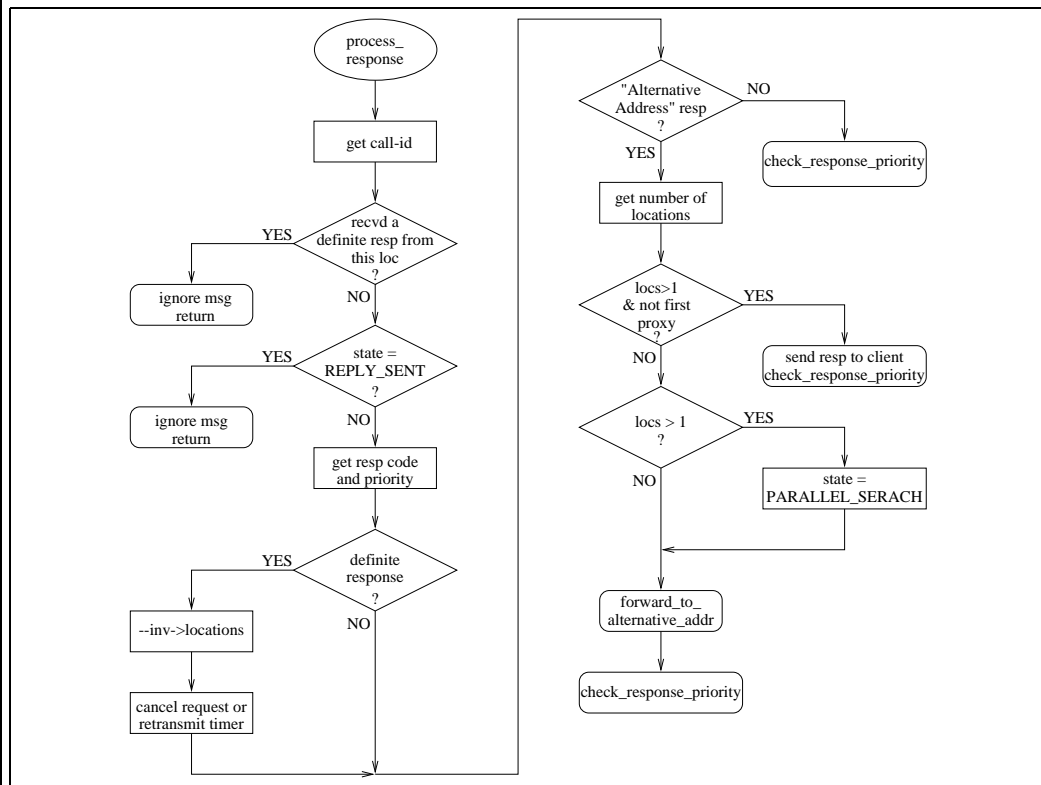 process_
response
get call-id
recvd a
definite resp from
this loc
?
YES
NO
ignore msg
return
state =
REPLY_SENT
?
YES
NO
ignore msg
return
get resp code
and priority
definite
response
?
YES
NO
--inv->locations
cancel request or
retransmit timer
"Alternative
Address" resp
?
NO
YES
check_response_priority
get number of
locations
locs>1
& not first
proxy
?
YES
NO
send resp to client
check_response_priority
locs > 1
?
YES
NO
state =
PARALLEL_SERACH
forward_to_
alternative_addr
check_response_priority